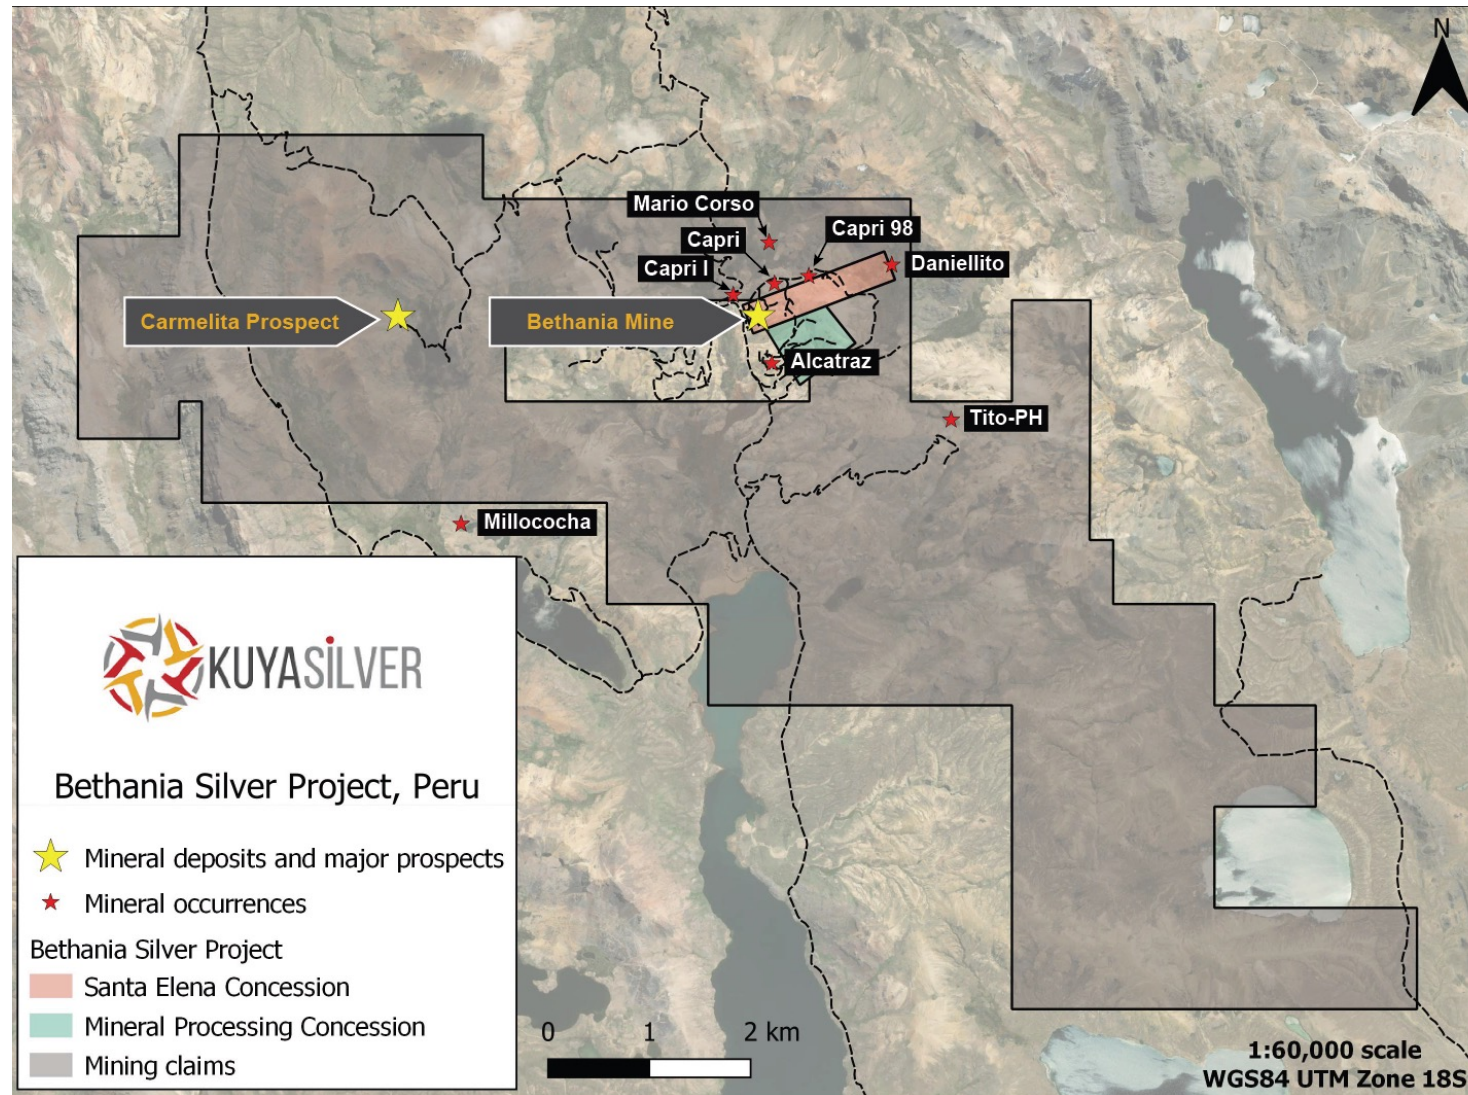 N
Mario Corso
Capri
Capri 98
Capri I
Daniellito
Carmelita Prospect
Bethania Mine
Alcatraz
Tito-PH
Millococha
KUYASILVER
Bethania Silver Project, Peru
Mineral deposits and major prospects
Mineral occurrences
Bethania Silver Project
Santa Elena Concession
Mineral Processing Concession
Mining claims
0 1 2 km
1:60,000 scale
WGS84 UTM Zone 18S